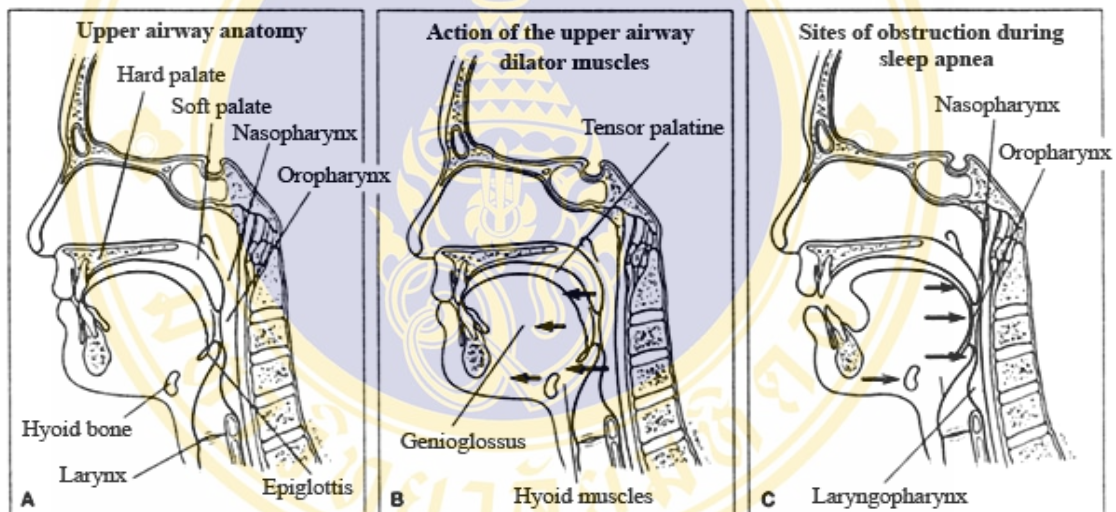 Upper airway anatomy
Hard palate
Soft palate
Nasopharynx
Oropharynx
Hyoid bone
Larynx
Epiglottis
A
Action of the upper airway
dilator muscles
Tensor palatine
Genioglossus
Hyoid muscles
B
Sites of obstruction during
sleep apnea
Nasopharynx
Oropharynx
Laryngopharynx
C